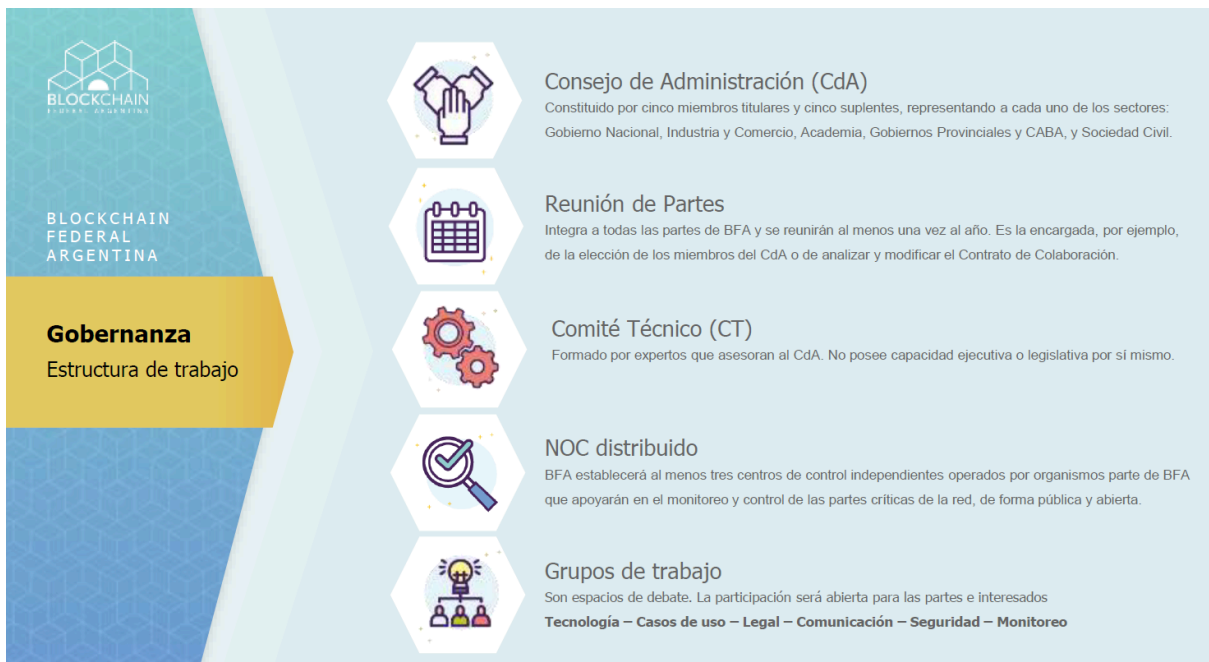 BLOCKCHAIN
FEDERAL ARGENTINA
BLOCKCHAIN
FEDERAL
ARGENTINA
Gobernanza
Estructura de trabajo
Consejo de Administración (CdA)
Constituido por cinco miembros titulares y cinco suplentes, representando a cada uno de los sectores:
Gobierno Nacional, Industria y Comercio, Academia, Gobiernos Provinciales y CABA, y Sociedad Civil.
Reunión de Partes
Integra a todas las partes de BFA y se reunirán al menos una vez al año. Es la encargada, por ejemplo,
de la elección de los miembros del CdA o de analizar y modificar el Contrato de Colaboración.
Comité Técnico (CT)
Formado por expertos que asesoran al CdA. No posee capacidad ejecutiva o legislativa por sí mismo.
NOC distribuido
BFA establecerá al menos tres centros de control independientes operados por organismos parte de BFA
que apoyarán en el monitoreo y control de las partes críticas de la red, de forma pública y abierta.
Grupos de trabajo
Son espacios de debate. La participación será abierta para las partes e interesados
Tecnología – Casos de uso – Legal – Comunicación – Seguridad – Monitoreo